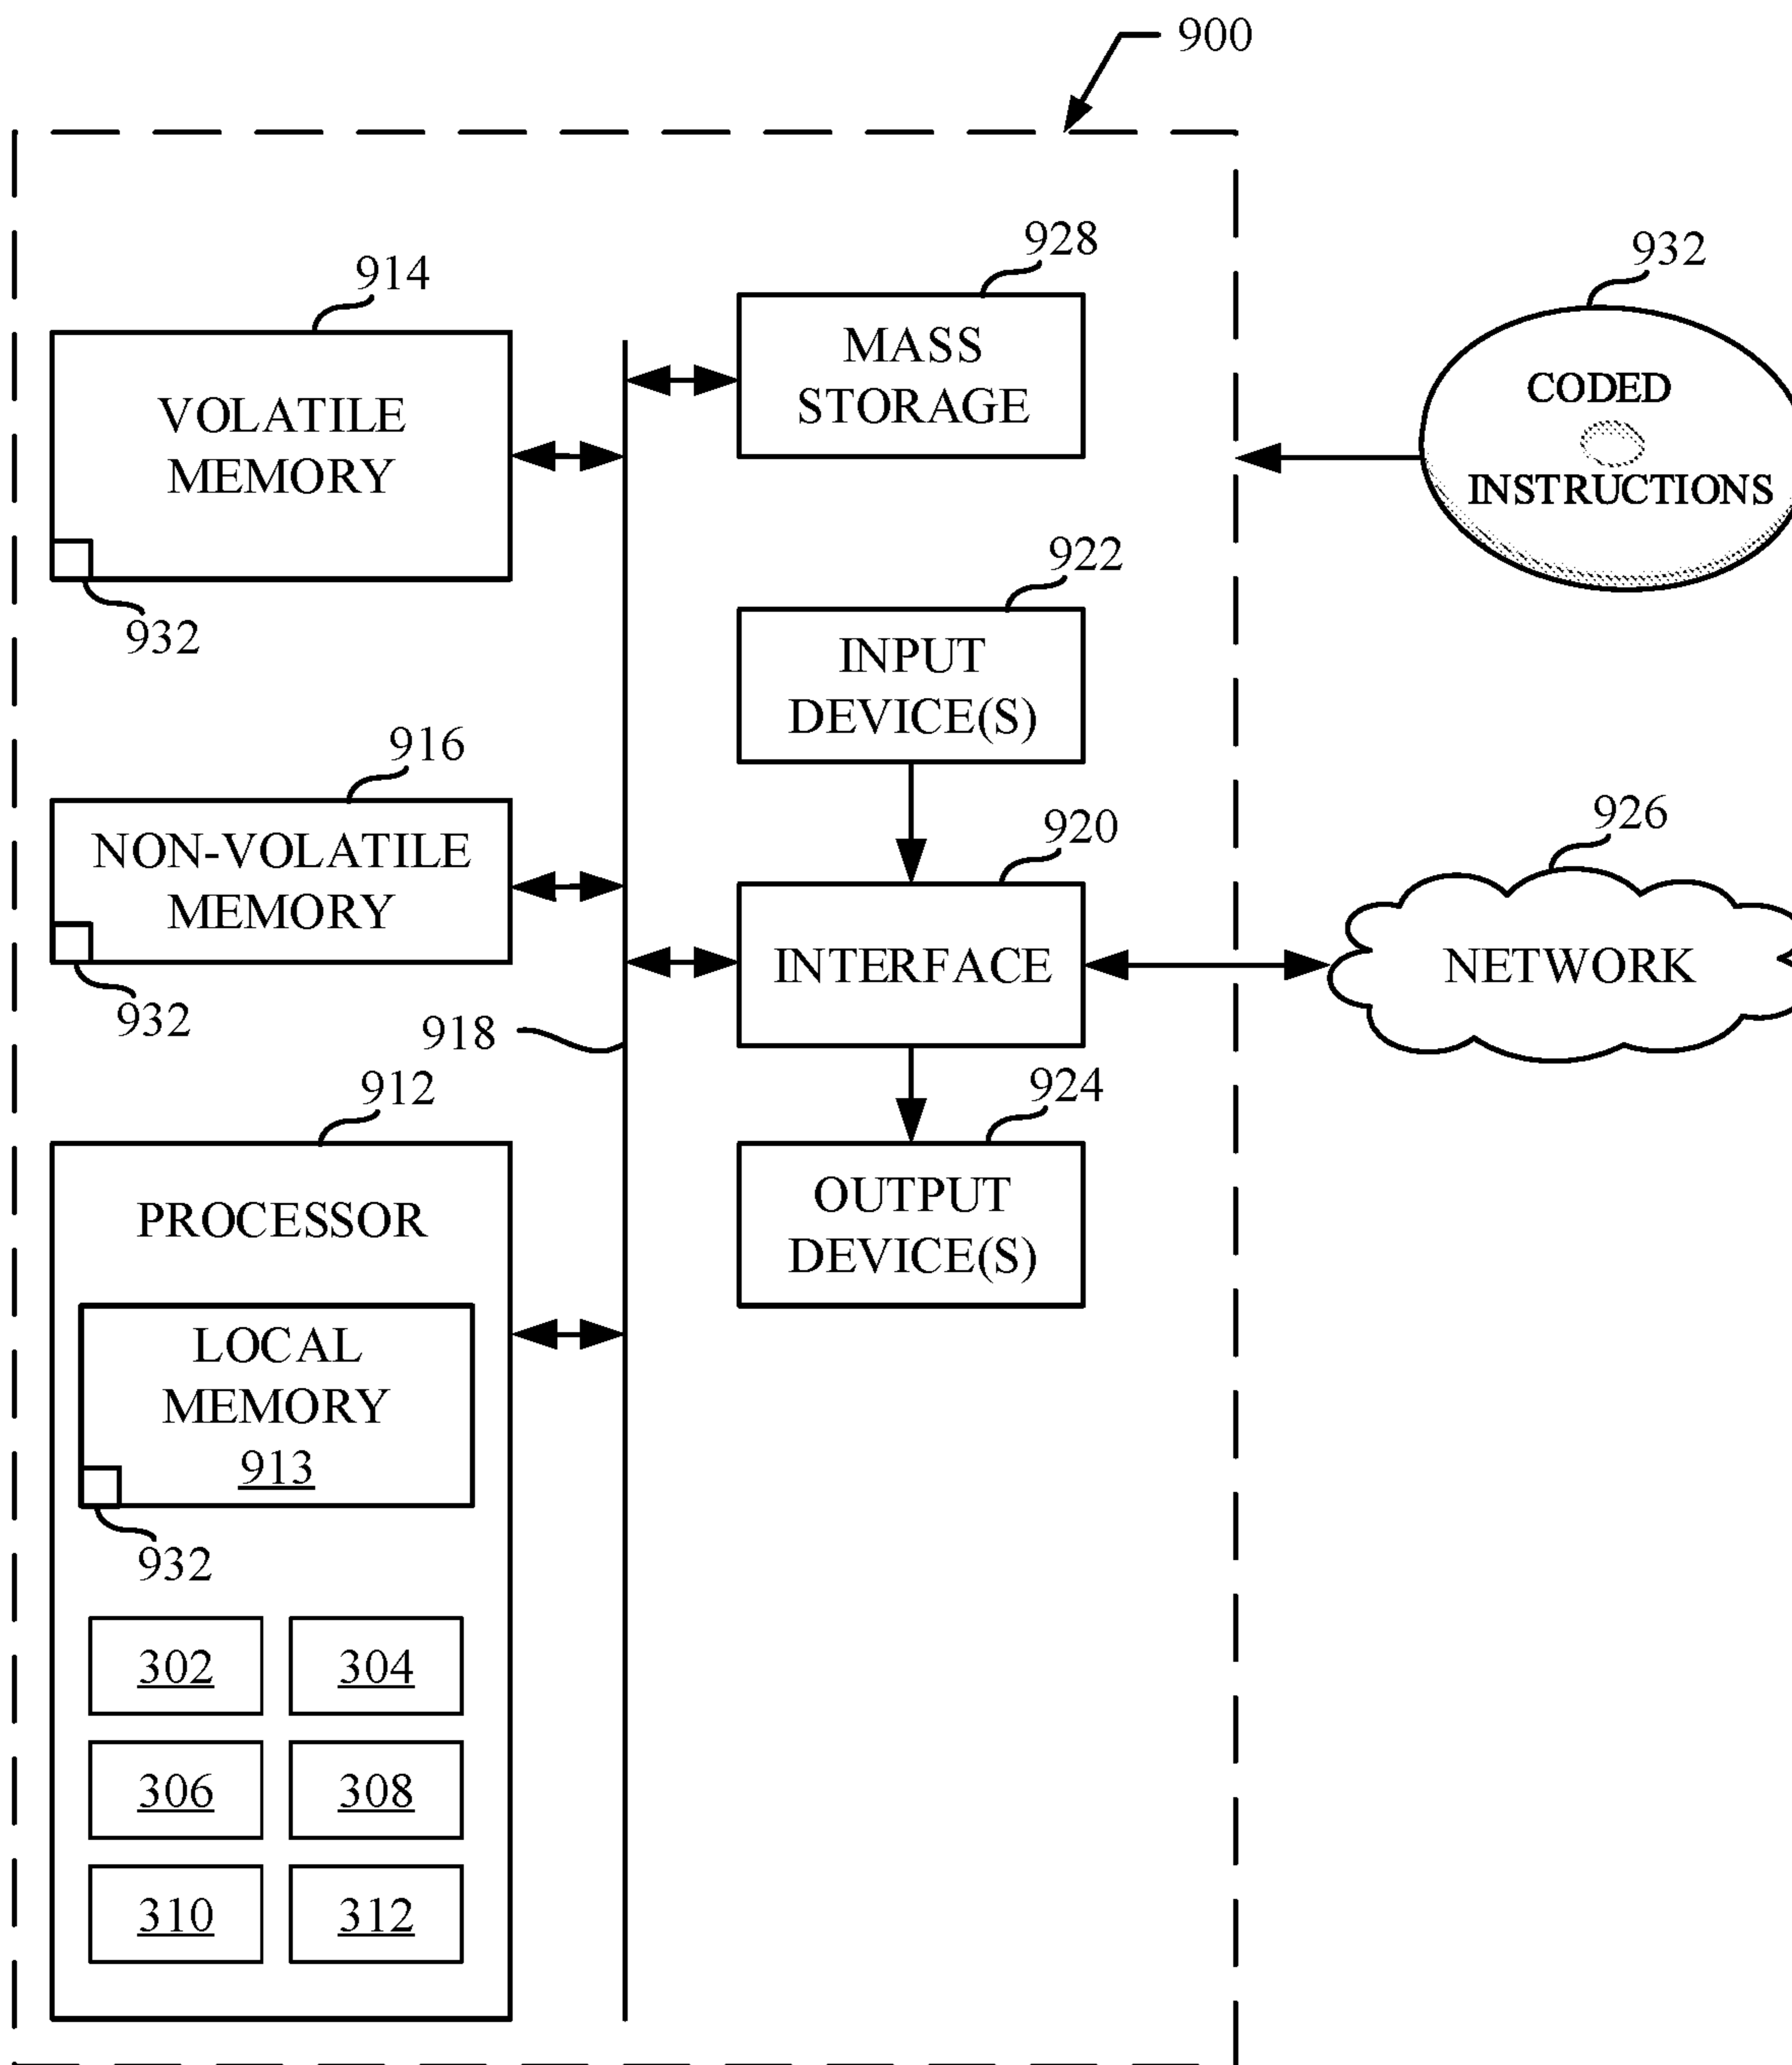 900
914
VOLATILE
MEMORY
932
928
MASS
STORAGE
932
CODED
INSTRUCTIONS
922
INPUT
DEVICE(S)
916
NON-VOLATILE
MEMORY
932
918
920
INTERFACE
926
NETWORK
924
OUTPUT
DEVICE(S)
912
PROCESSOR
LOCAL
MEMORY
913
932
302
304
306
308
310
312